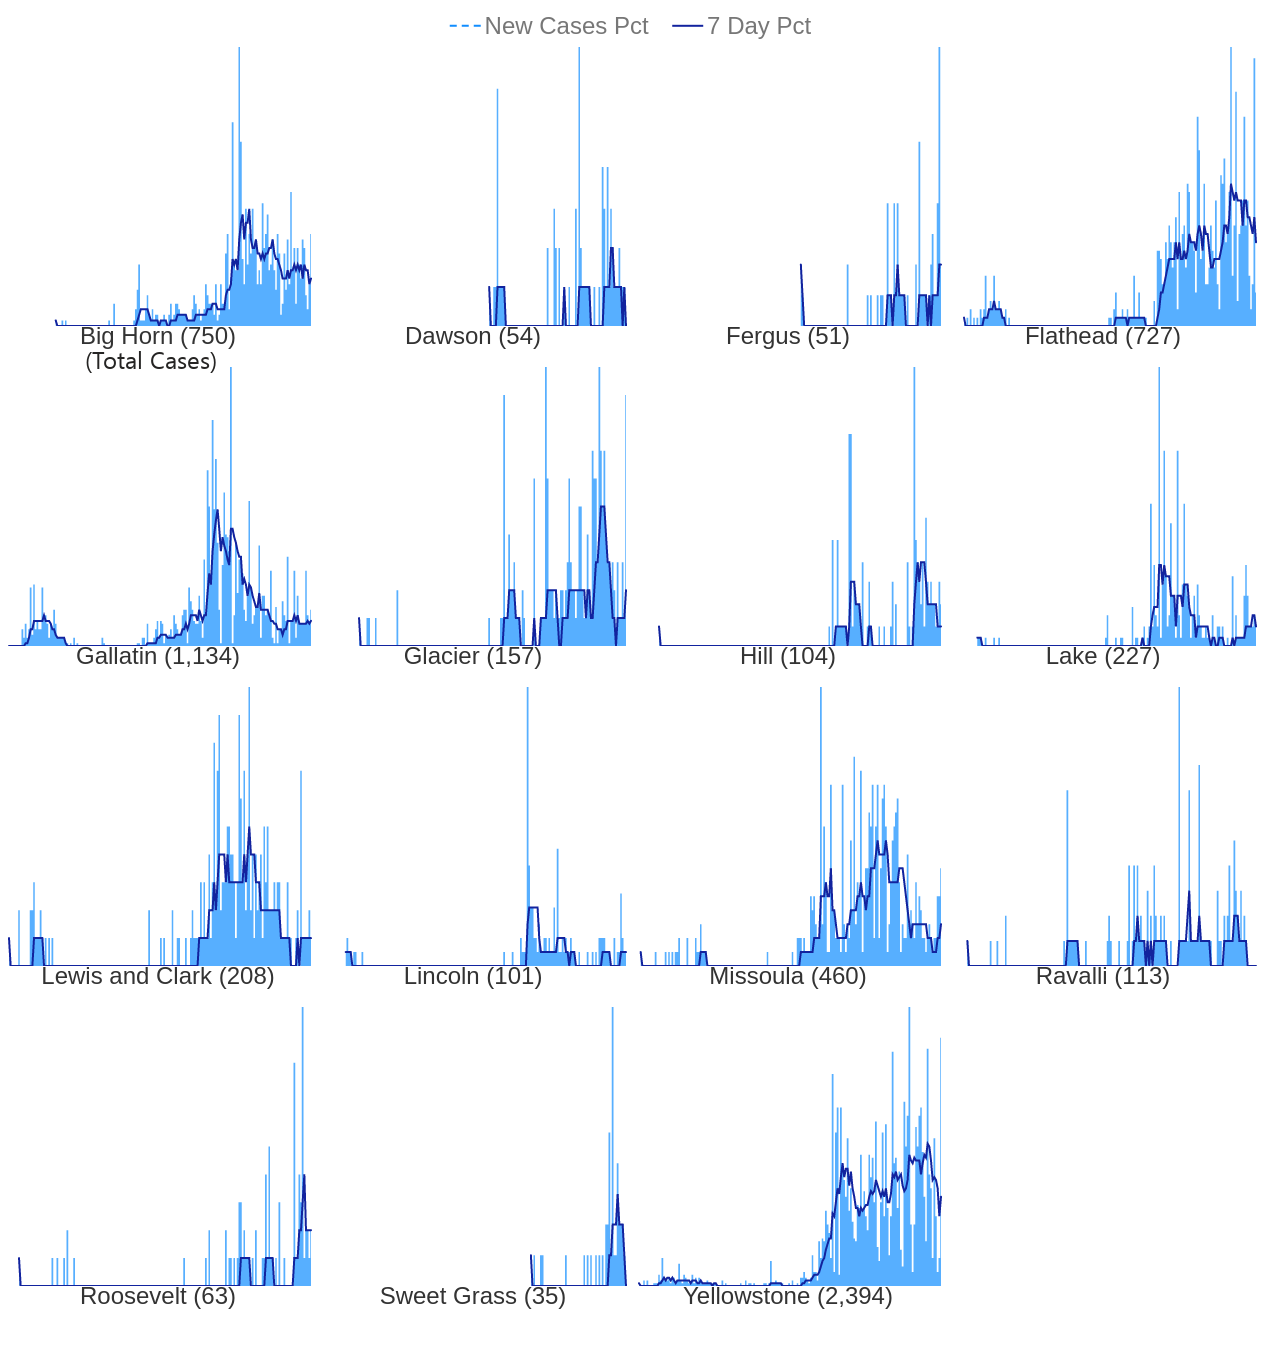 New Cases Pct 7 Day Pct
Big Horn (750) Dawson (54) Fergus (51) Flathead (727)
(Total Cases)
Gallatin (1,134) Glacier (157) Hill (104) Lake (227)
Lewis and Clark (208) Lincoln (101) Missoula (460) Ravalli (113)
Roosevelt (63) Sweet Grass (35) Yellowstone (2,394)